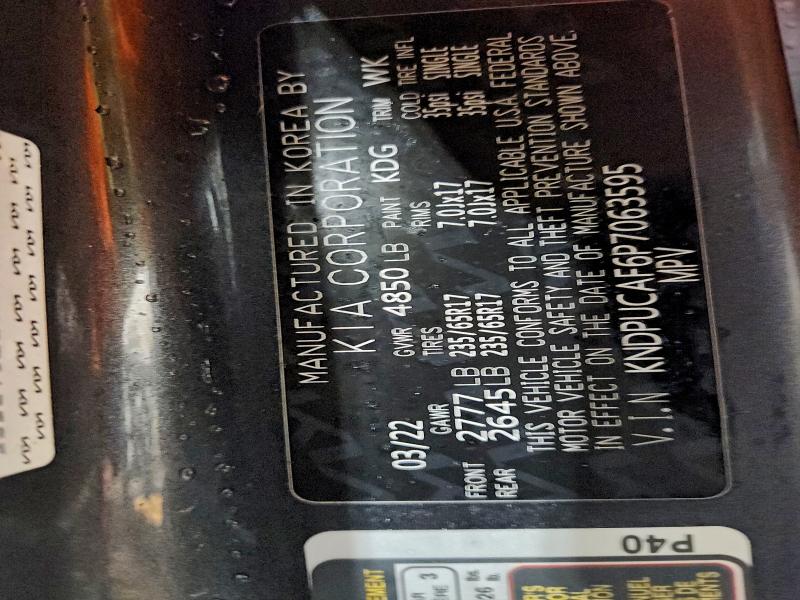 MANUFACTURED IN KOREA BY
KIA CORPORATION
03/22 GVWR 4850 LB PAINT KDG TRIM WK
GAWR TIRES RIMS COLD TIRE INFL
FRONT 2777 LB 235/65R17 7.0Jx17 35psi SINGLE
REAR 2645 LB 235/65R17 7.0Jx17 35psi SINGLE
THIS VEHICLE CONFORMS TO ALL APPLICABLE U.S.A. FEDERAL
MOTOR VEHICLE SAFETY AND THEFT PREVENTION STANDARDS
IN EFFECT ON THE DATE OF MANUFACTURE SHOWN ABOVE.
V.I.N KNDPUCAF6P7063595
MPV
P40
3